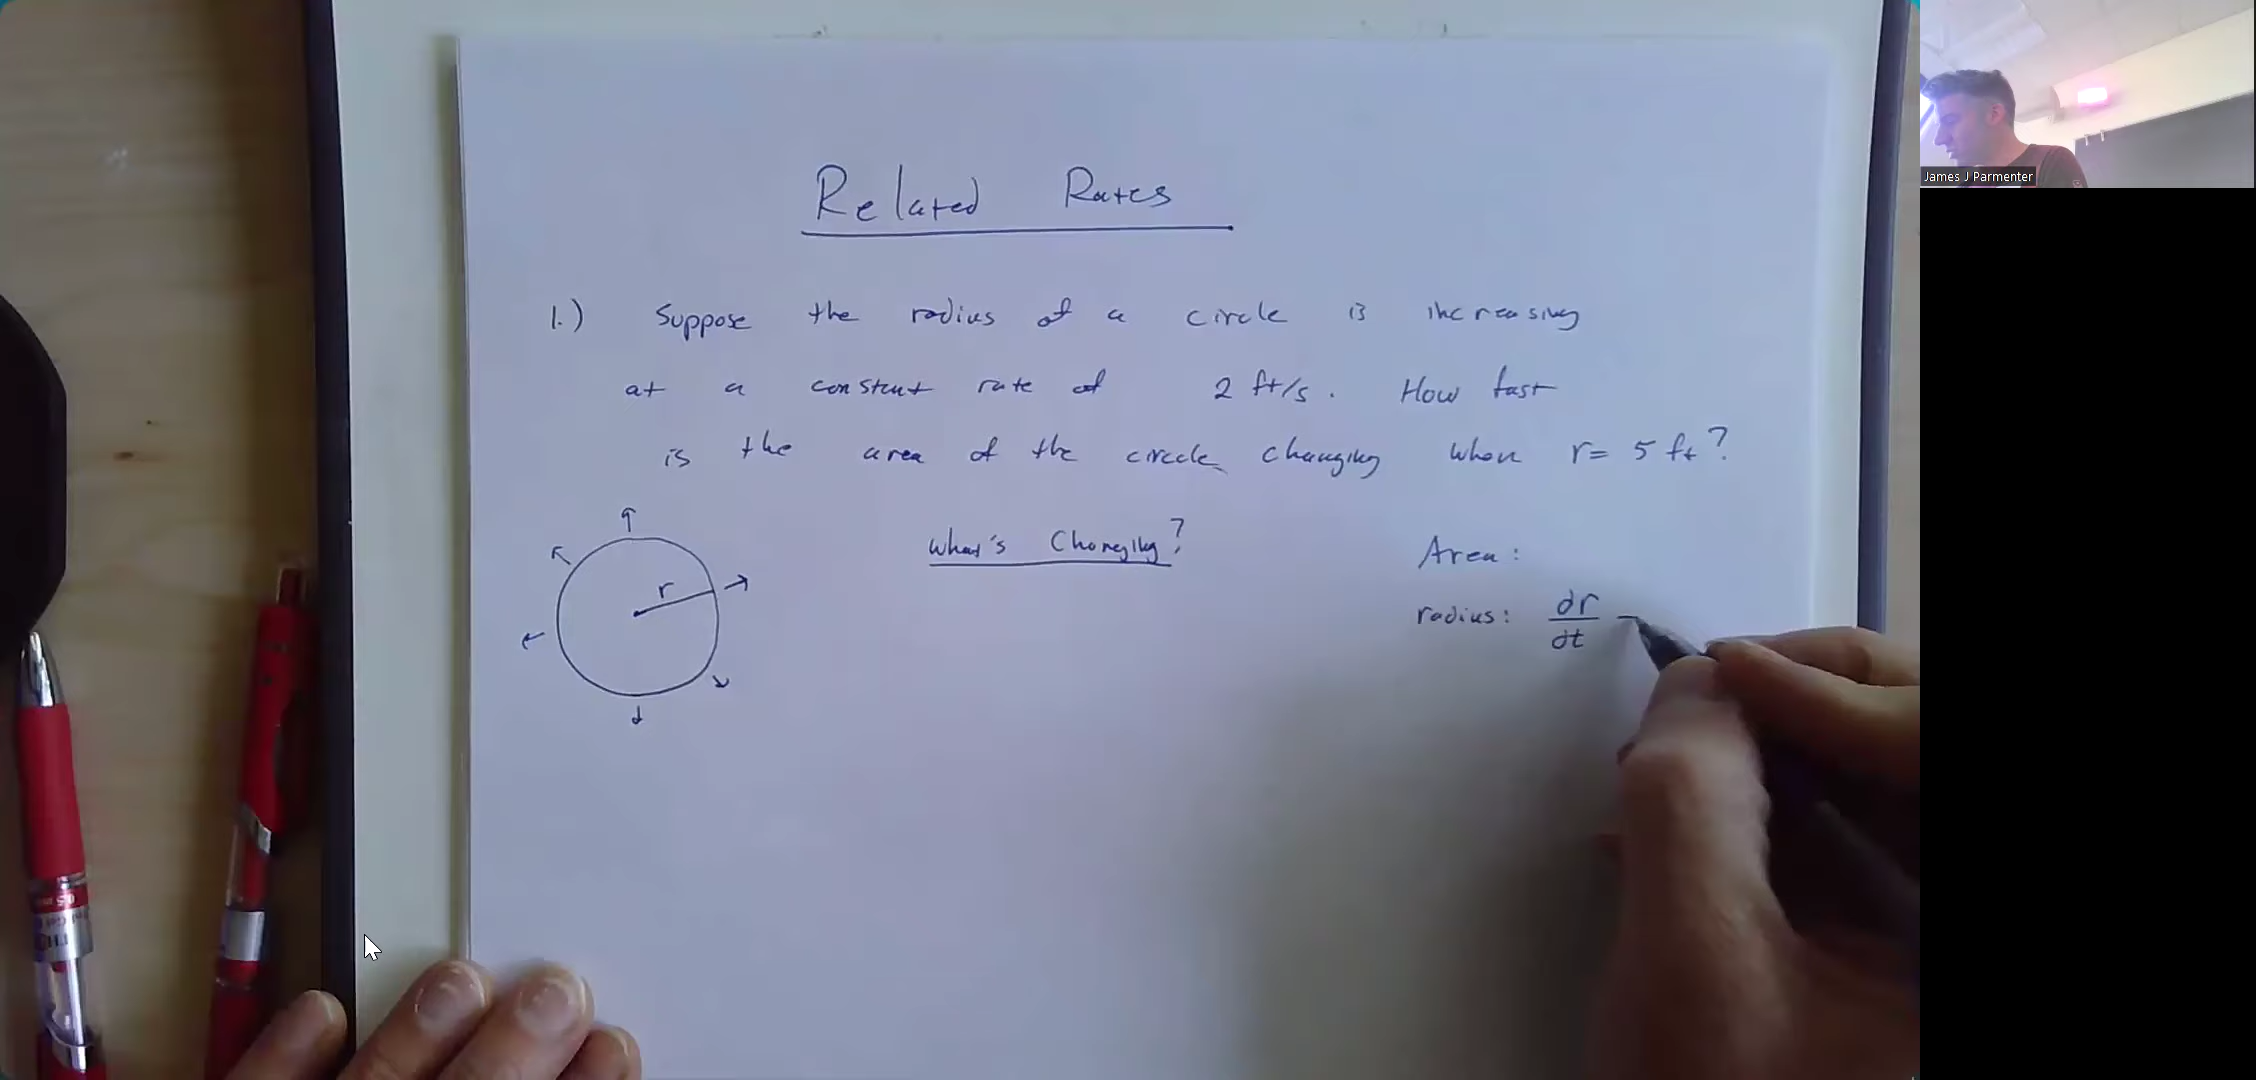 Related Rates
1.) Suppose the radius of a circle is increasing
at a constant rate of 2 ft/s. How fast
is the area of the circle changing when r= 5 ft?
r
What's Changing?
Area:
radius: dr/dt
James J Parmenter